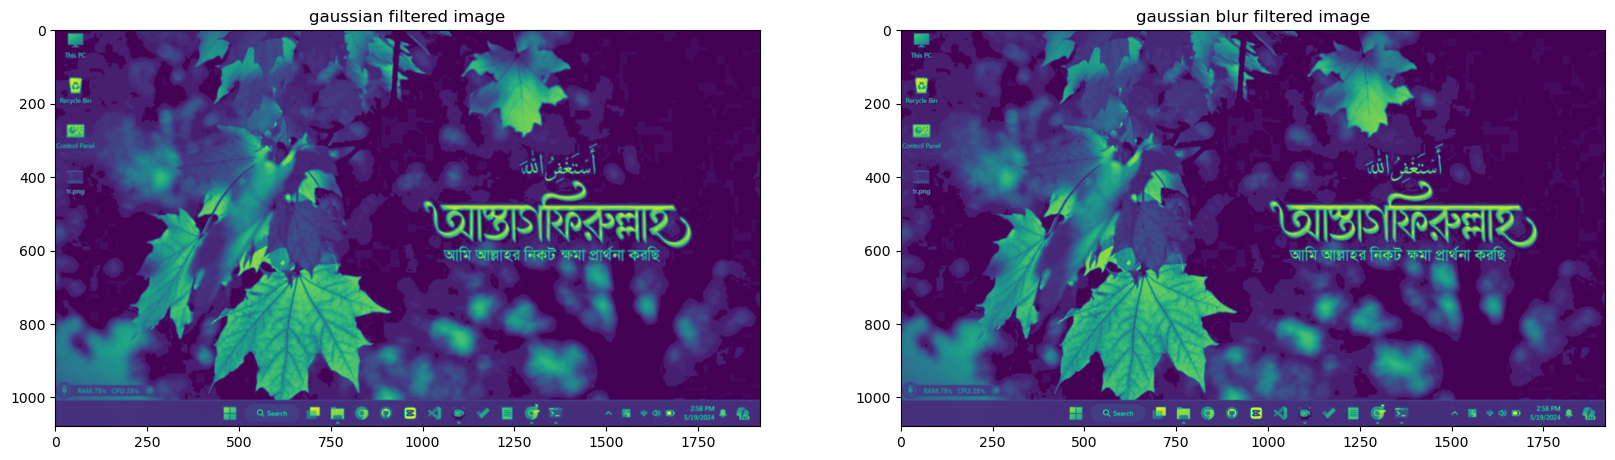 gaussian filtered image
0
200
400
600
800
1000
0 250 500 750 1000 1250 1500 1750
This PC
Recycle Bin
Control Panel
tr.png
أَسْتَغْفِرُ اللهَ
আস্তাগফিরুল্লাহ
আমি আল্লাহর নিকট ক্ষমা প্রার্থনা করছি
RAM:79% CPU:28%
Search
2:58 PM
5/19/2024
gaussian blur filtered image
0
200
400
600
800
1000
0 250 500 750 1000 1250 1500 1750
This PC
Recycle Bin
Control Panel
tr.png
أَسْتَغْفِرُ اللهَ
আস্তাগফিরুল্লাহ
আমি আল্লাহর নিকট ক্ষমা প্রার্থনা করছি
RAM:79% CPU:28%
Search
2:58 PM
5/19/2024